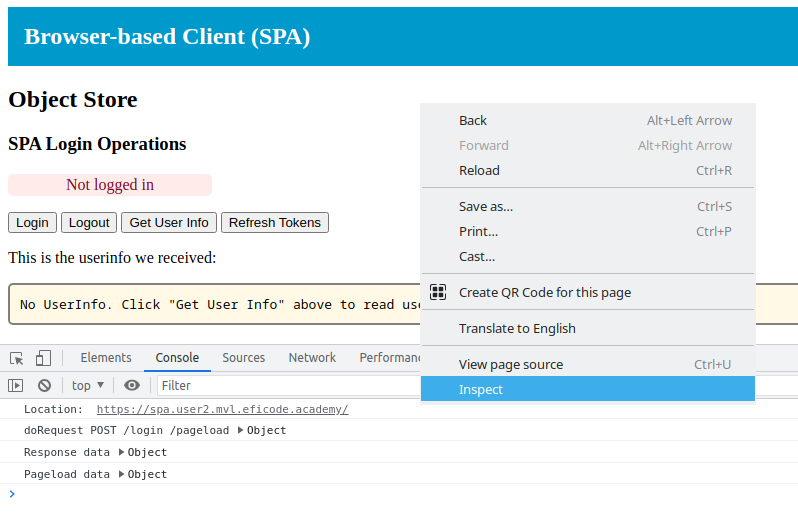 Browser-based Client (SPA)
Object Store
SPA Login Operations
Not logged in
Login Logout Get User Info Refresh Tokens
This is the userinfo we received:
No UserInfo. Click "Get User Info" above to read
Back Alt+Left Arrow
Forward Alt+Right Arrow
Reload Ctrl+R
Save as... Ctrl+S
Print... Ctrl+P
Cast...
Create QR Code for this page
Translate to English
View page source Ctrl+U
Inspect
Elements Console Sources Network
top Filter
Location: https://spa.user2.mvl.eficode.academy/
doRequest POST /login /pageload Object
Response data Object
Pageload data Object